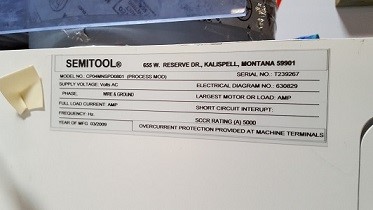 SEMITOOL® 655 W. RESERVE DR., KALISPELL, MONTANA 59901
MODEL NO.: CP04MNSPD0801 (PROCESS MOD) SERIAL NO.: T239267
SUPPLY VOLTAGE: Volts AC ELECTRICAL DIAGRAM NO.: 630829
PHASE, WIRE & GROUND LARGEST MOTOR OR LOAD: AMP
FULL LOAD CURRENT: AMP SHORT CIRCUIT INTERUPT:
FREQUENCY: Hz SCCR RATING (A) 5000
YEAR OF MFG: 03/2009 OVERCURRENT PROTECTION PROVIDED AT MACHINE TERMINALS